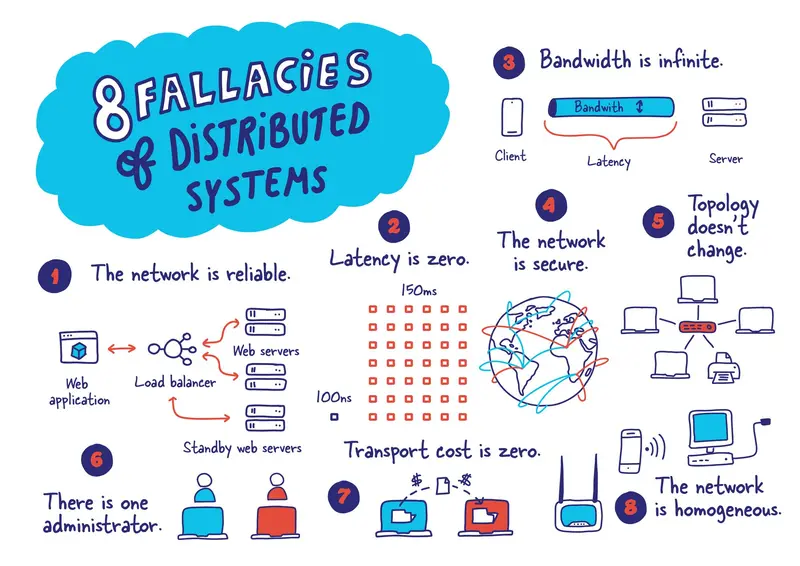 8 FALLACiES
of DiSTRiBUTED
SYSTEMS
1
The network is reliable.
Web
application
Load balancer
Web servers
Standby web servers
2
Latency is zero.
150ms
100ns
3
Bandwidth is infinite.
Client
Bandwith
Latency
Server
4
The network
is secure.
5
Topology
doesn't
change.
6
There is one
administrator.
7
Transport cost is zero.
$
$
8
The network
is homogeneous.